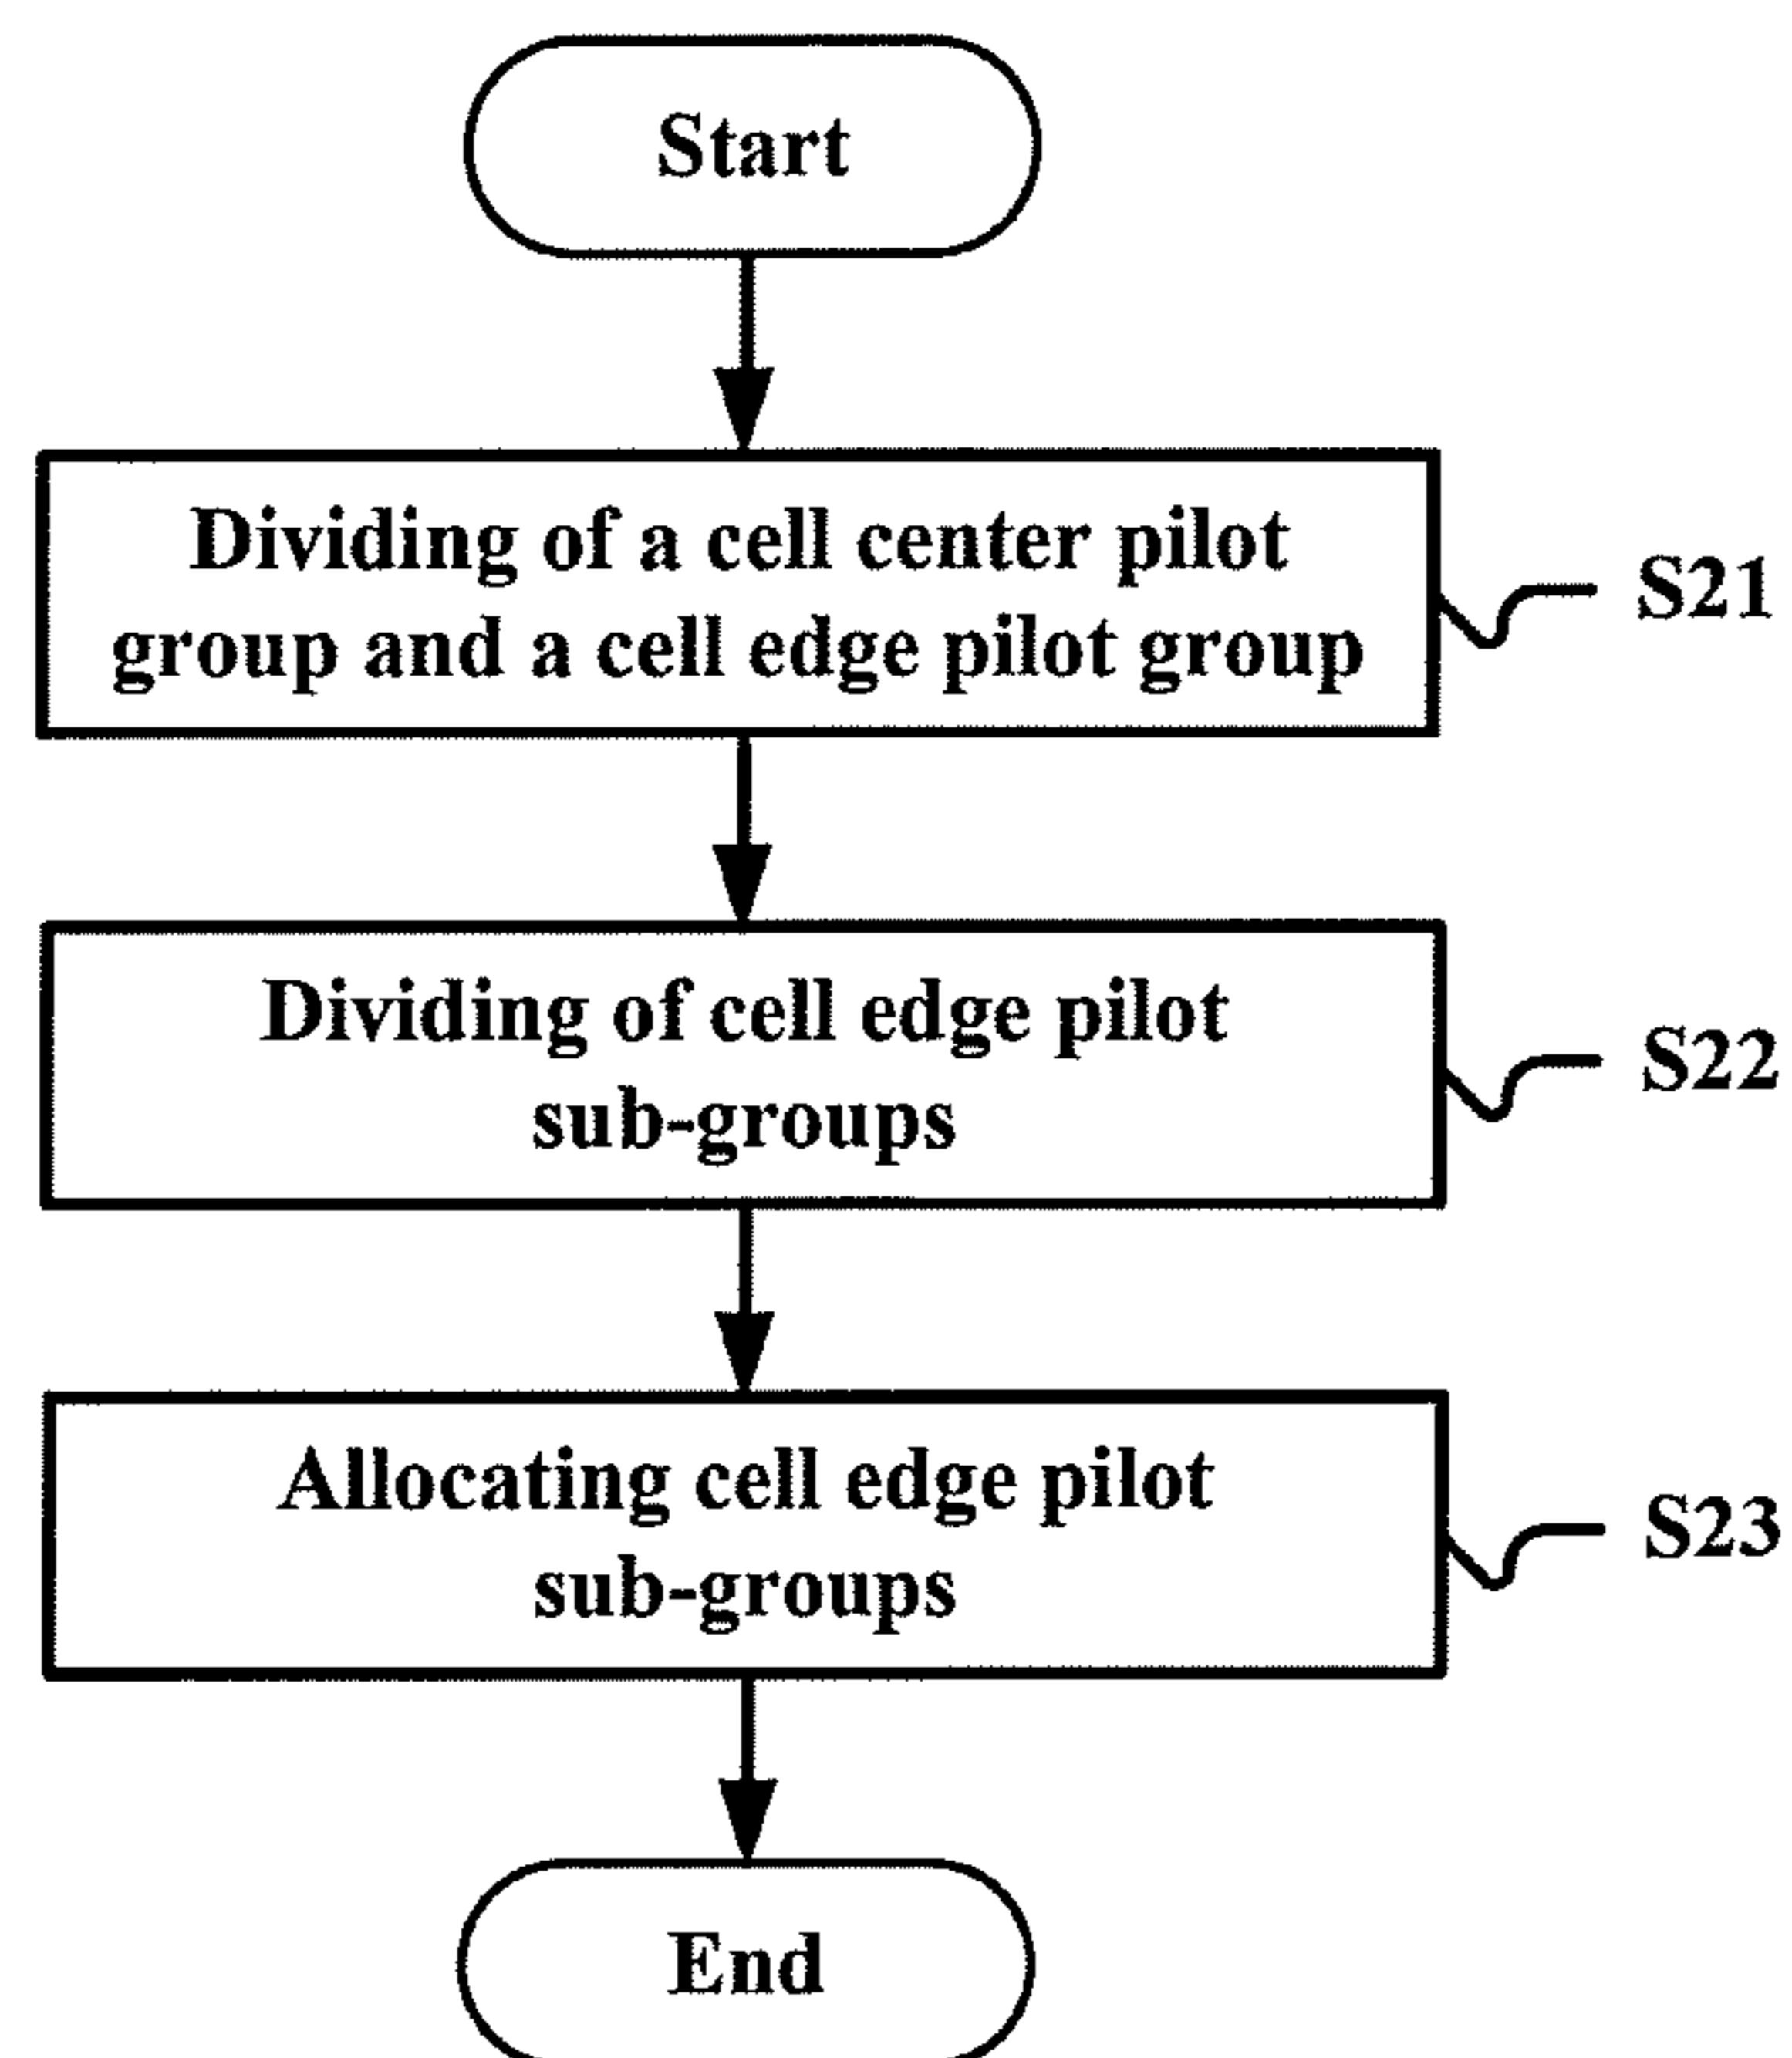 Start
Dividing of a cell center pilot
group and a cell edge pilot group
S21
Dividing of cell edge pilot
sub-groups
S22
Allocating cell edge pilot
sub-groups
S23
End